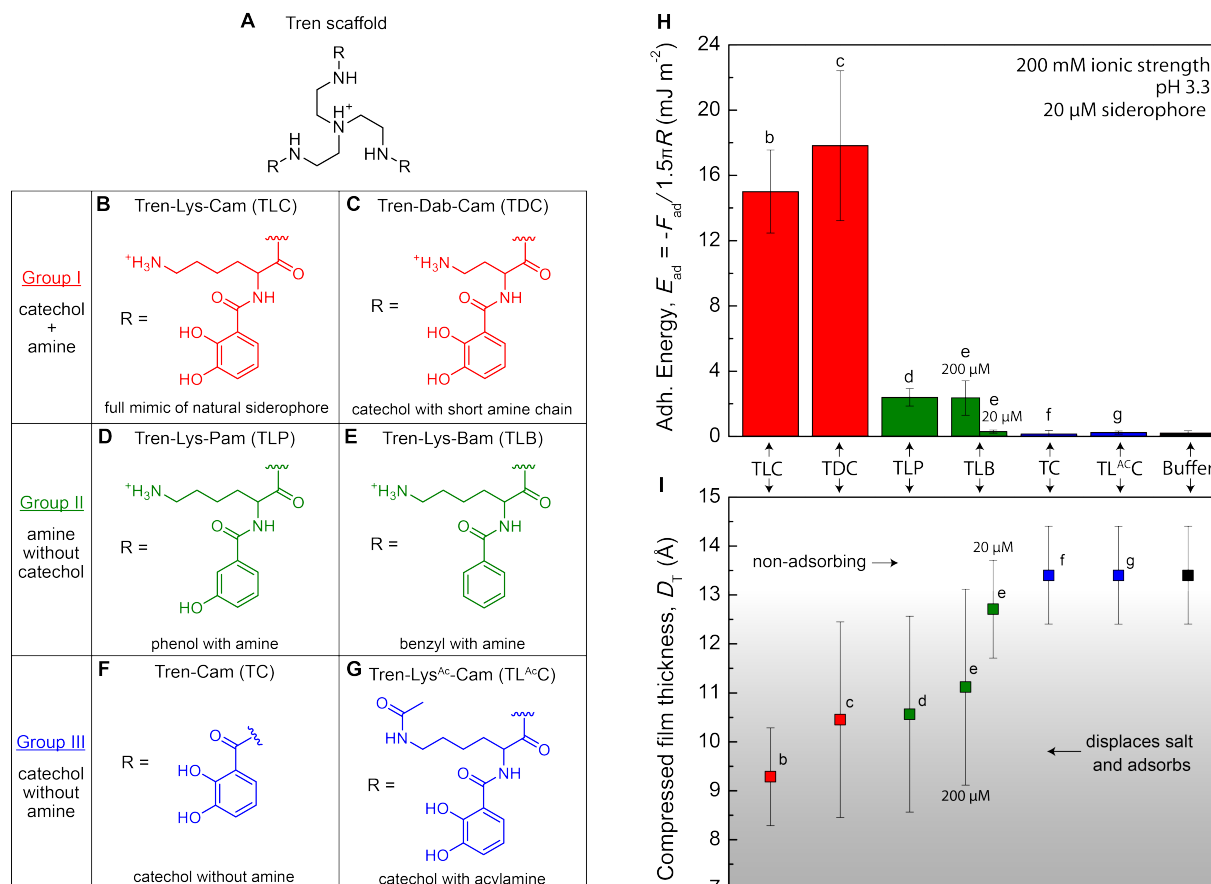 A Tren scaffold
R
NH
H+
N
H
N
R
HN
R
Group I
catechol
+
amine
B Tren-Lys-Cam (TLC)
+H3N
O
O
NH
R =
HO
HO
full mimic of natural siderophore
C Tren-Dab-Cam (TDC)
+H3N
O
O
NH
R =
HO
HO
catechol with short amine chain
Group II
amine
without
catechol
D Tren-Lys-Pam (TLP)
+H3N
O
O
NH
R =
HO
phenol with amine
E Tren-Lys-Bam (TLB)
+H3N
O
O
NH
R =
benzyl with amine
Group III
catechol
without
amine
F Tren-Cam (TC)
O
R =
HO
HO
catechol without amine
G Tren-LysAc-Cam (TLAcC)
O
HN
O
O
NH
R =
HO
HO
catechol with acylamine
H
Adh. Energy, Ead = -Fad/1.5πR (mJ m-2)
24
20
16
12
8
4
0
200 mM ionic strength
pH 3.3
20 µM siderophore
b
c
d
e
200 µM
e
20 µM
f
g
TLC TDC TLP TLB TC TLACC Buffer
I
Compressed film thickness, DT (Å)
15
14
13
12
11
10
9
8
7
non-adsorbing
20 µM
e
f
g
e
d
c
b
200 µM
displaces salt
and adsorbs